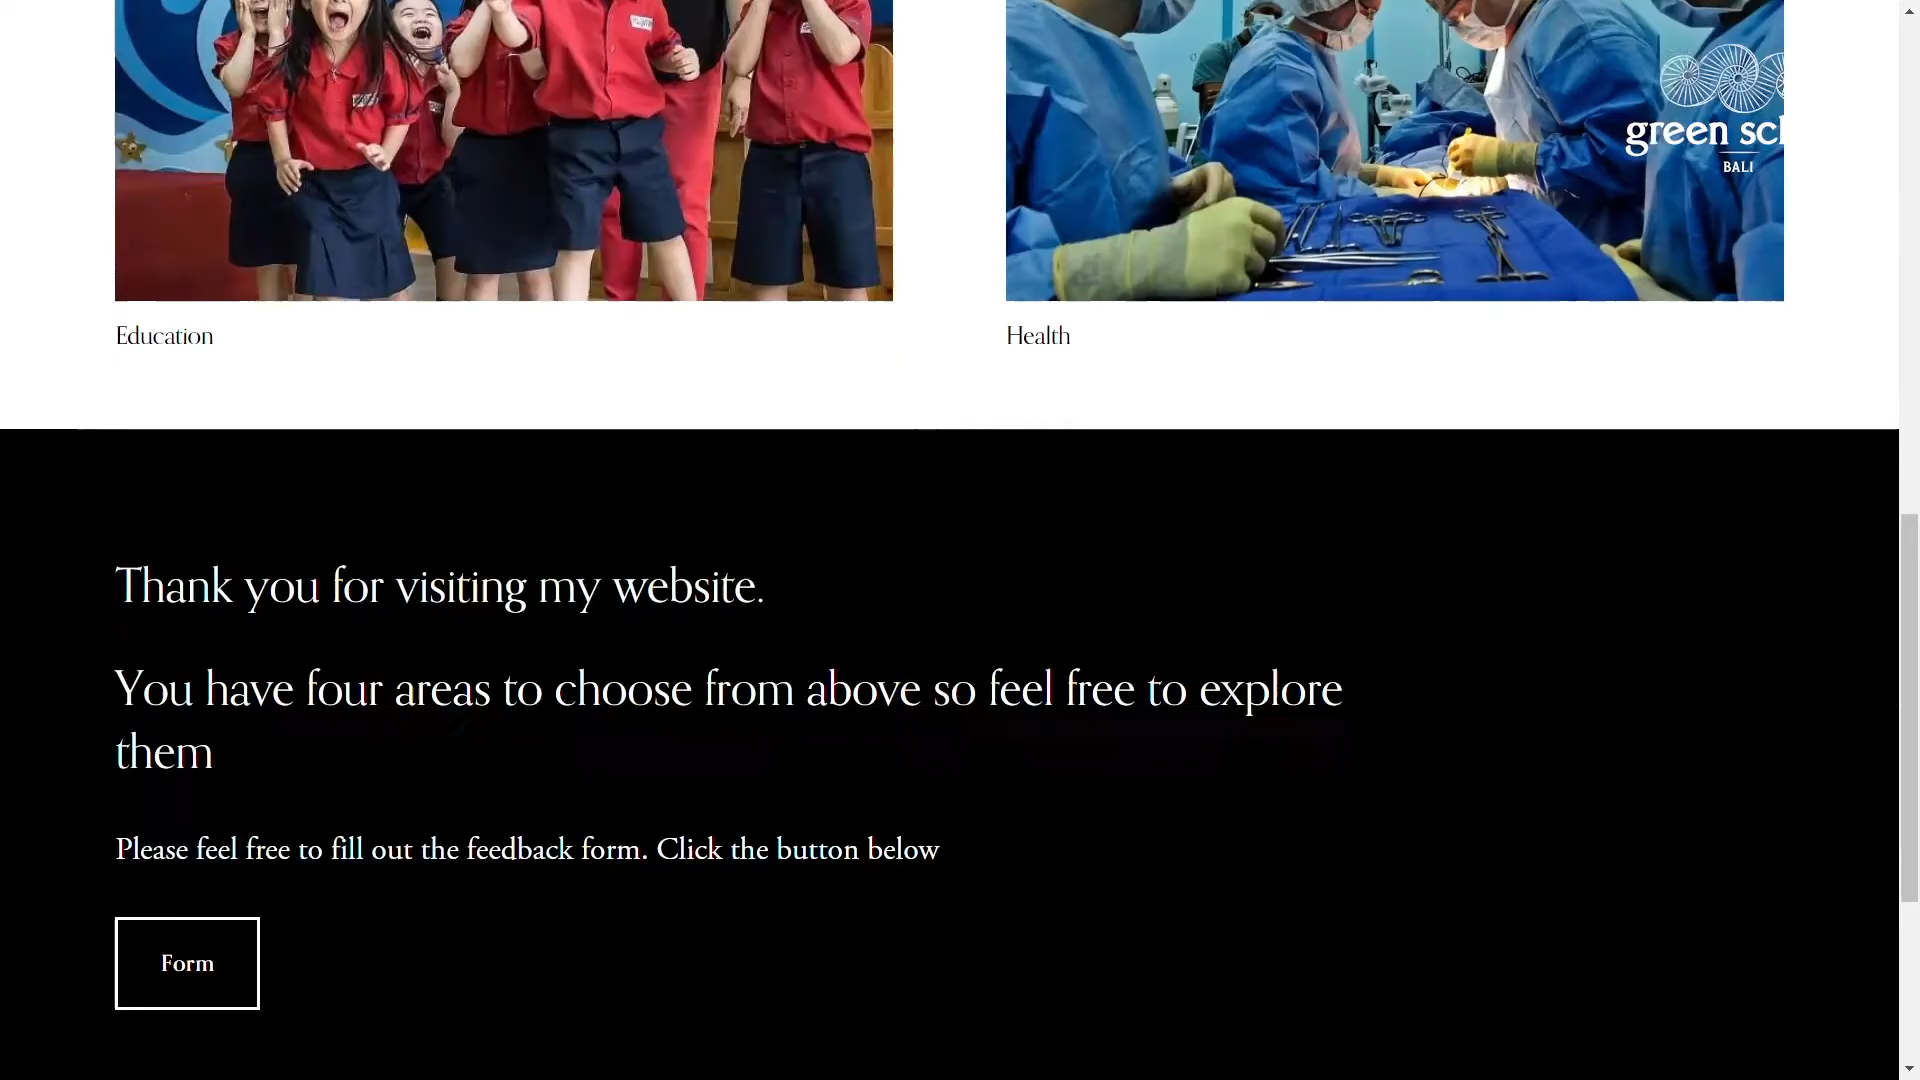 green scl
BALI
Education
Health
Thank you for visiting my website.
You have four areas to choose from above so feel free to explore
them
Please feel free to fill out the feedback form. Click the button below
Form